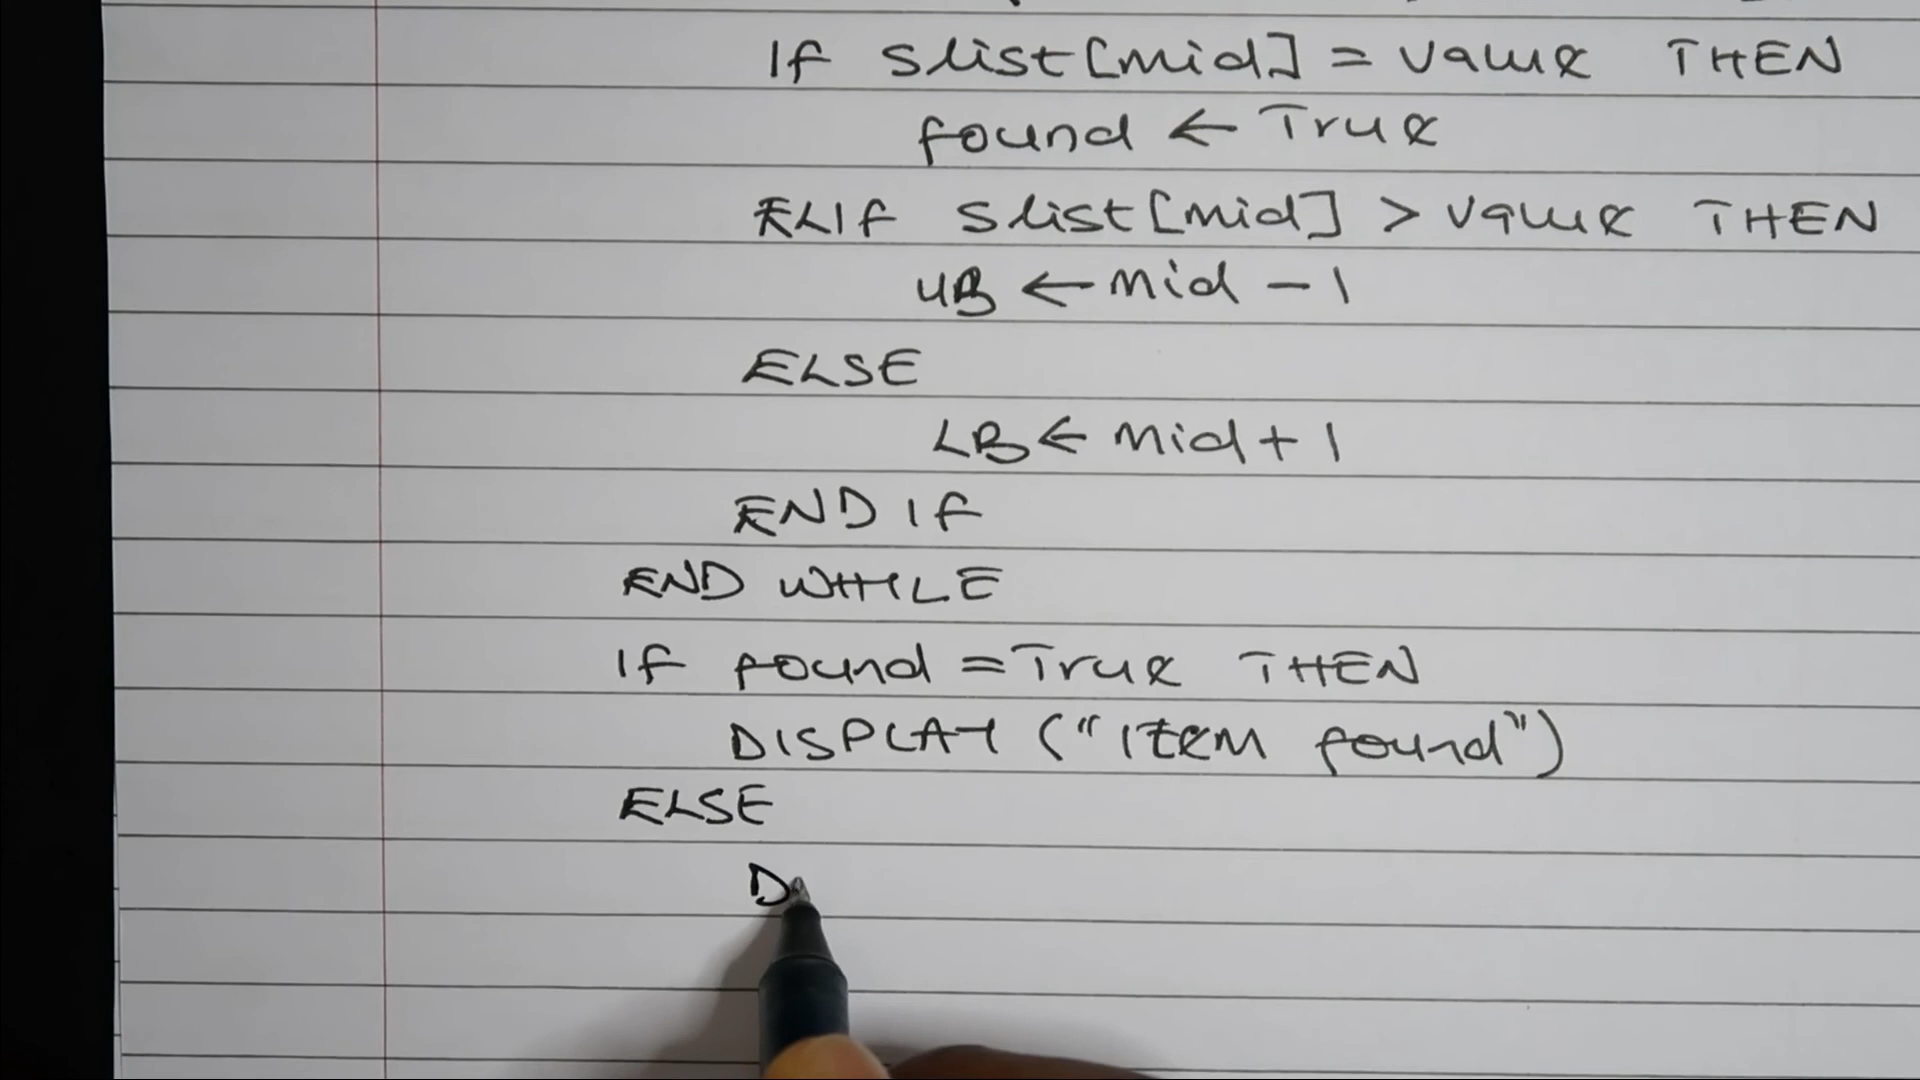 IF slist[mid] = value THEN
found ← True
ELIF slist[mid] > value THEN
UB ← mid - 1
ELSE
LB ← mid + 1
END IF
END WHILE
IF found = True THEN
DISPLAY ("Item found")
ELSE
D